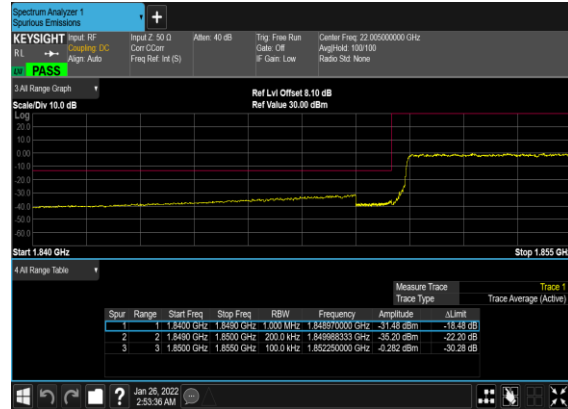 Spectrum Analyzer 1
Spurious Emissions
KEYSIGHT Input: RF Input Z: 50 Ω Atten: 40 dB Trig: Free Run Center Freq: 22.005000000 GHz
RL Coupling: DC Corr CCorr Gate: Off Avg|Hold: 100/100
Align: Auto Freq Ref: Int (S) IF Gain: Low Radio Std: None
PASS
3 All Range Graph
Ref Lvl Offset 8.10 dB
Scale/Div 10.0 dB Ref Value 30.00 dBm
Log
20.0
10.0
0.00
-10.0
-20.0
-30.0
-40.0
-50.0
-60.0
Start 1.840 GHz Stop 1.855 GH
4 All Range Table
Measure Trace Trace 1
Trace Type Trace Average (Active)
Spur Range Start Freq Stop Freq RBW Frequency Amplitude ΔLimit
1 1 1.8400 GHz 1.8490 GHz 1.000 MHz 1.848970000 GHz -31.48 dBm -18.48 dB
2 2 1.8490 GHz 1.8500 GHz 200.0 kHz 1.849988333 GHz -35.20 dBm -22.20 dB
3 3 1.8500 GHz 1.8550 GHz 100.0 kHz 1.852250000 GHz -0.282 dBm -30.28 dB
? Jan 26, 2022
2:53:36 AM